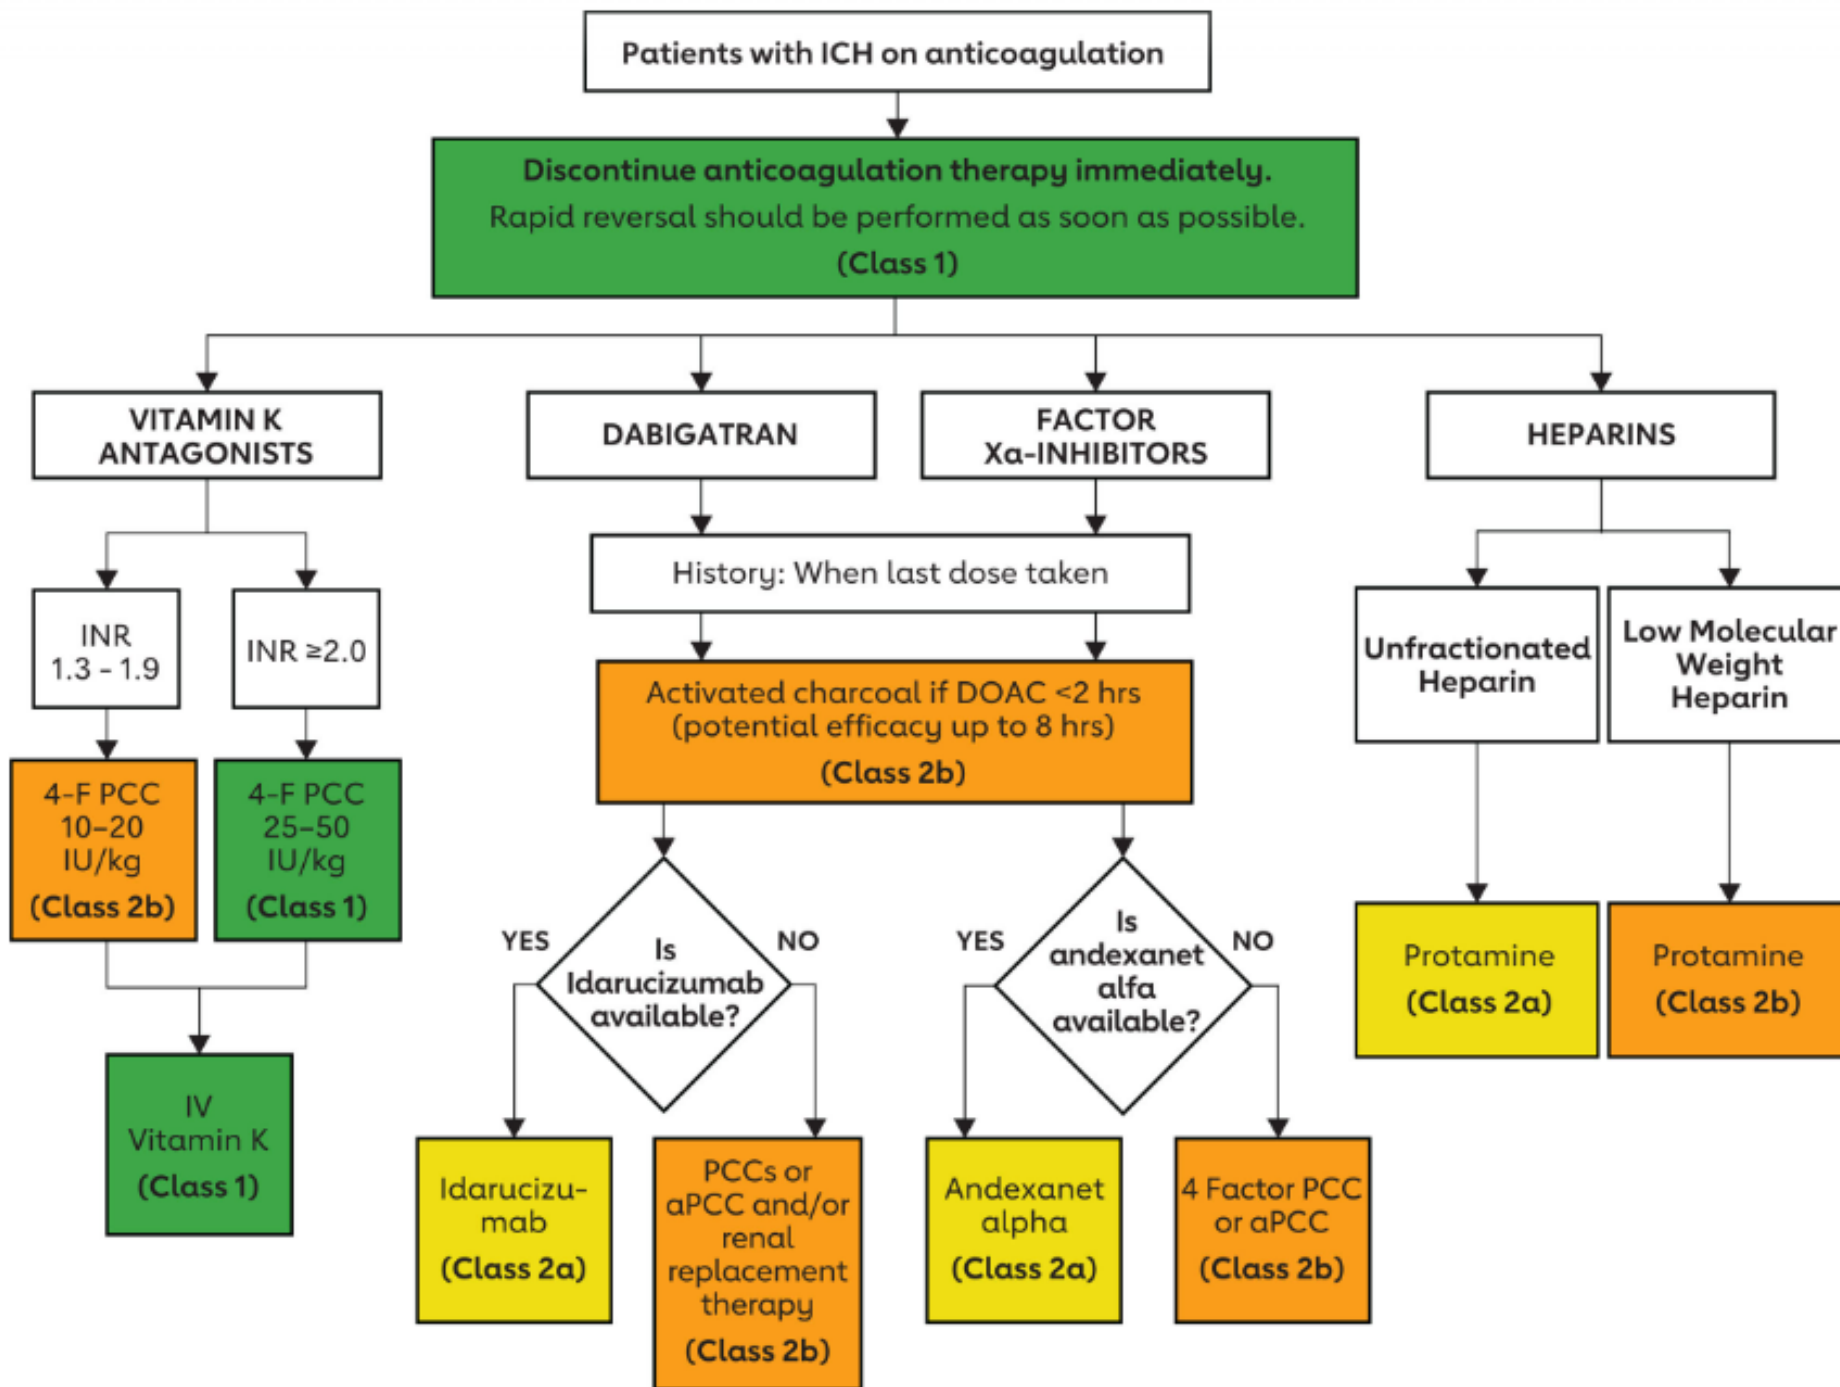 Patients with ICH on anticoagulation
Discontinue anticoagulation therapy immediately.
Rapid reversal should be performed as soon as possible.
(Class 1)
VITAMIN K
ANTAGONISTS
DABIGATRAN
FACTOR
Xa-INHIBITORS
HEPARINS
INR
1.3 - 1.9
INR ≥2.0
History: When last dose taken
Unfractionated
Heparin
Low Molecular
Weight
Heparin
4-F PCC
10–20
IU/kg
(Class 2b)
4-F PCC
25–50
IU/kg
(Class 1)
Activated charcoal if DOAC <2 hrs
(potential efficacy up to 8 hrs)
(Class 2b)
IV
Vitamin K
(Class 1)
YES
Is
Idarucizumab
available?
NO
YES
Is
andexanet
alfa
available?
NO
Protamine
(Class 2a)
Protamine
(Class 2b)
Idarucizu-
mab
(Class 2a)
PCCs or
aPCC and/or
renal
replacement
therapy
(Class 2b)
Andexanet
alpha
(Class 2a)
4 Factor PCC
or aPCC
(Class 2b)